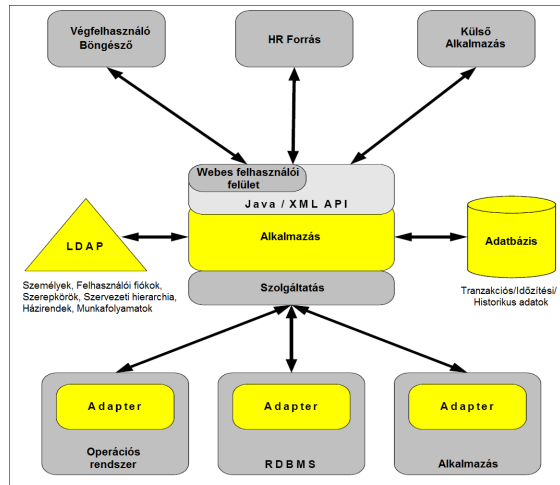 Végfelhasználó
Böngésző
HR Forrás
Külső
Alkalmazás
Webes felhasználói
felület
Java / XML API
LDAP
Alkalmazás
Adatbázis
Személyek, Felhasználói fiókok,
Szerepkörök, Szervezeti hierarchia,
Házirendek, Munkafolyamatok
Szolgáltatás
Tranzakciós/Időzítési/
Historikus adatok
Adapter
Operációs
rendszer
Adapter
RDBMS
Adapter
Alkalmazás